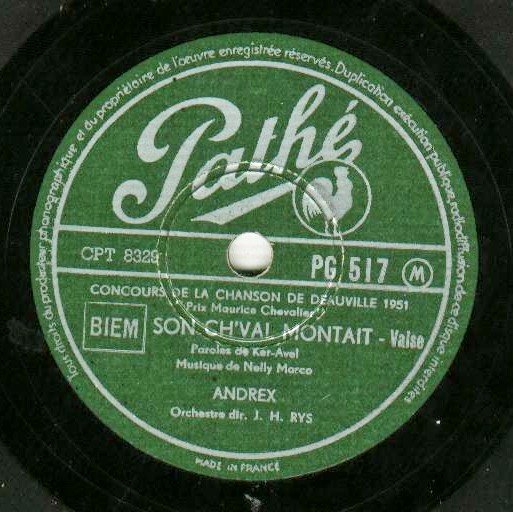 Tous droits du producteur phonographique et du propriétaire de l'oeuvre enregistrée réservés. Duplication exécution publique, radiodiffusion de ce disque interdites
Pathé
CPT 8329
PG 517 M
CONCOURS DE LA CHANSON DE DEAUVILLE 1951
"Prix Maurice Chevalier"
BIEM
SON CH'VAL MONTAIT - Valse
Paroles de Ker-Avel
Musique de Nelly Marco
ANDREX
Orchestre dir. J. H. RYS
MADE IN FRANCE